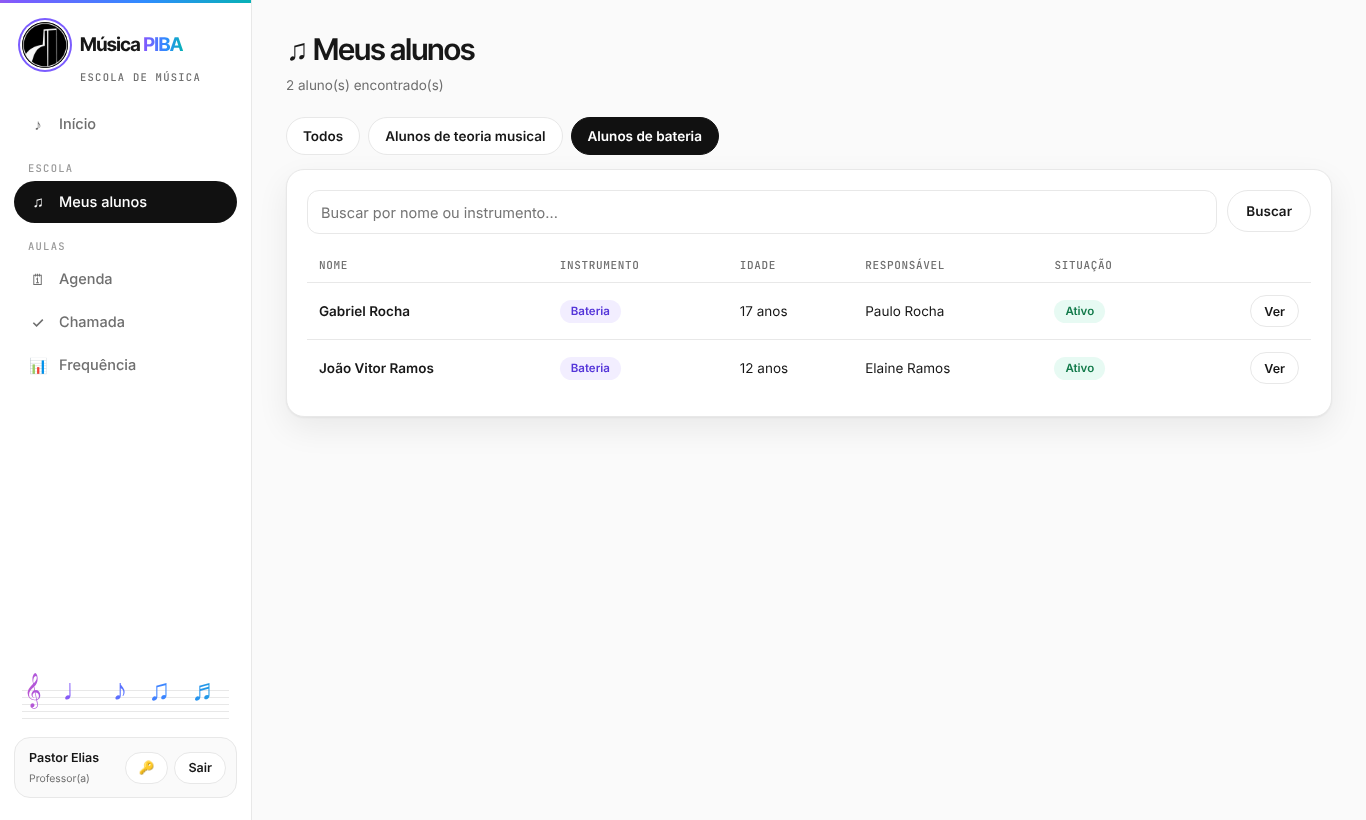 Música PIBA
ESCOLA DE MÚSICA
Início
ESCOLA
Meus alunos
AULAS
Agenda
Chamada
Frequência
Pastor Elias
Professor(a)
Sair
Meus alunos
2 aluno(s) encontrado(s)
Todos Alunos de teoria musical Alunos de bateria
Buscar por nome ou instrumento... Buscar
NOME INSTRUMENTO IDADE RESPONSÁVEL SITUAÇÃO
Gabriel Rocha Bateria 17 anos Paulo Rocha Ativo Ver
João Vitor Ramos Bateria 12 anos Elaine Ramos Ativo Ver